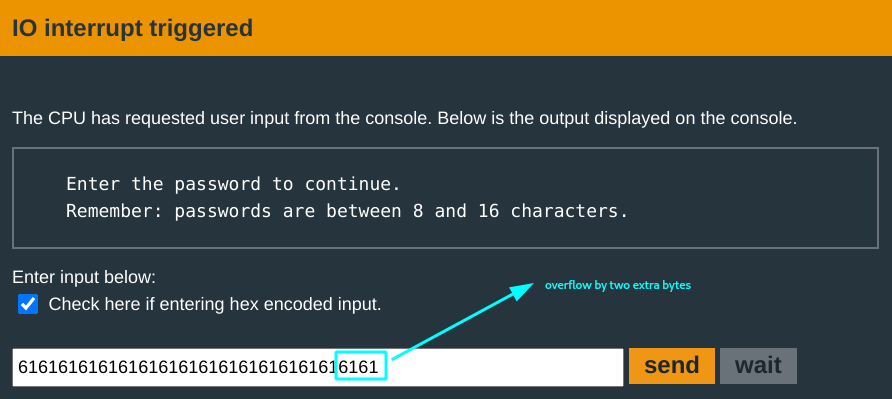 IO interrupt triggered
The CPU has requested user input from the console. Below is the output displayed on the console.
Enter the password to continue.
Remember: passwords are between 8 and 16 characters.
Enter input below:
overflow by two extra bytes
Check here if entering hex encoded input.
616161616161616161616161616161616161 send wait